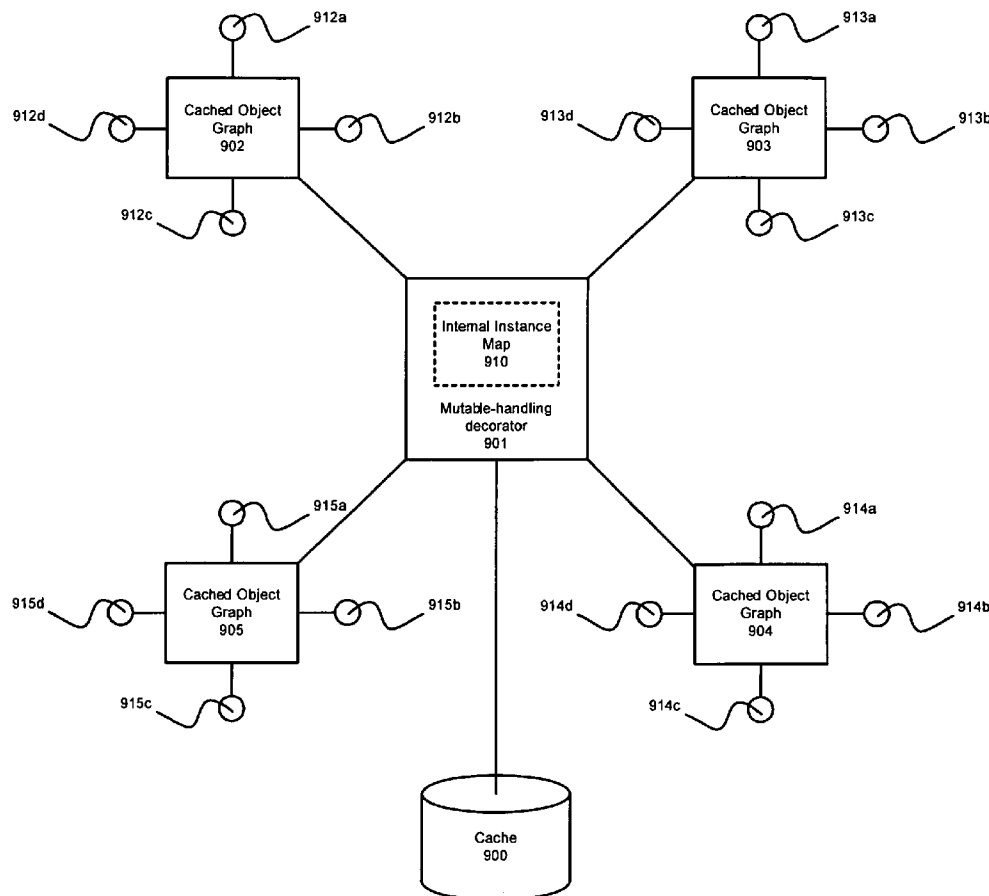 912a
913a
Cached Object
Graph
902
Cached Object
Graph
903
912d
912b
913d
913b
912c
913c
Internal Instance
Map
910
Mutable-handling
decorator
901
915a
914a
Cached Object
Graph
905
Cached Object
Graph
904
915d
915b
914d
914b
915c
914c
Cache
900